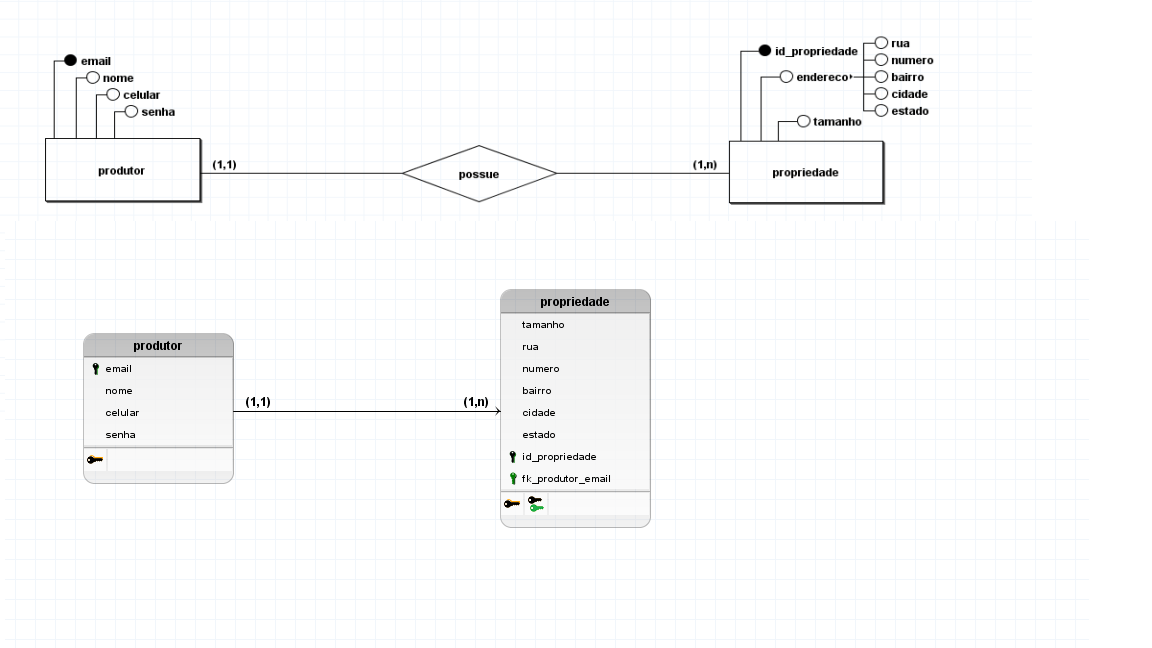 email
nome
celular
senha
produtor
(1,1)
possue
(1,n)
id_propriedade
endereco
rua
numero
bairro
cidade
estado
tamanho
propriedade
produtor
email
nome
celular
senha
(1,1)
(1,n)
propriedade
tamanho
rua
numero
bairro
cidade
estado
id_propriedade
fk_produtor_email